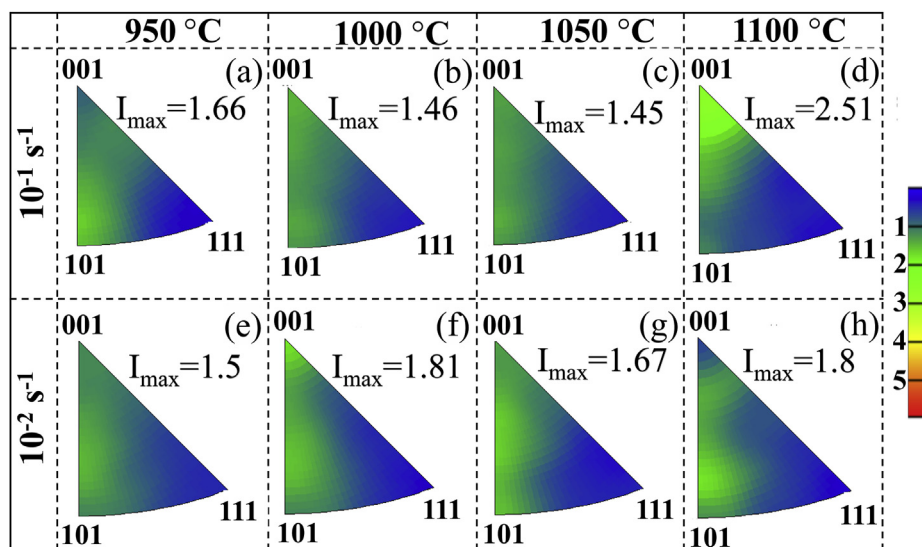 950 °C 1000 °C 1050 °C 1100 °C
10⁻¹ s⁻¹
001 (a)
Imax=1.66
101 111
001 (b)
Imax=1.46
101 111
001 (c)
Imax=1.45
101 111
001 (d)
Imax=2.51
101 111
10⁻² s⁻¹
001 (e)
Imax=1.5
101 111
001 (f)
Imax=1.81
101 111
001 (g)
Imax=1.67
101 111
001 (h)
Imax=1.8
101 111
1
2
3
4
5